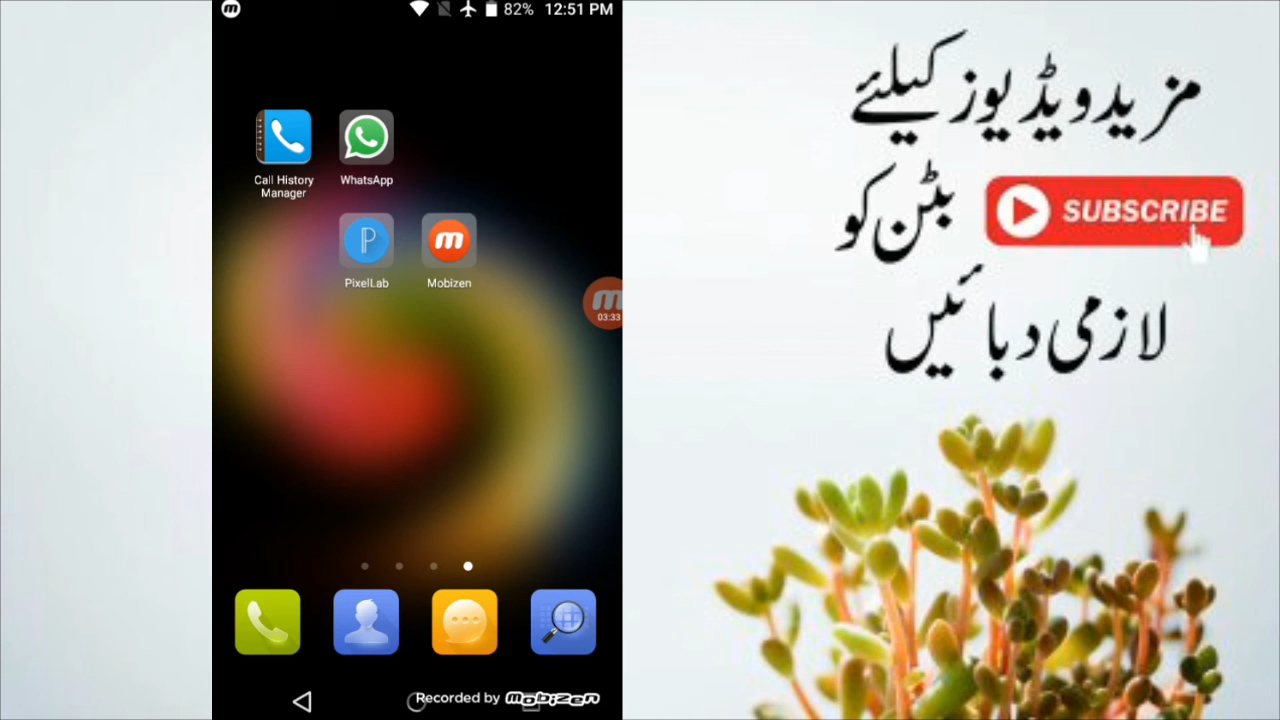 82% 12:51 PM
Call History
Manager
WhatsApp
PixelLab
Mobizen
03:33
Recorded by mobizen
مزید ویڈیوز کیلئے
SUBSCRIBE بٹن کو
لازمی دبائیں